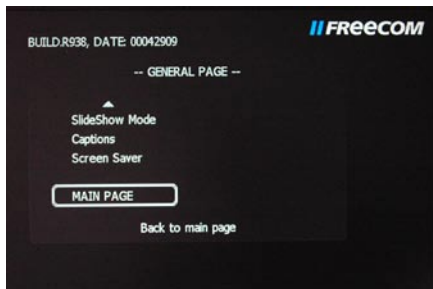 FREECOM
BUILD.R938, DATE: 00042909
-- GENERAL PAGE --
SlideShow Mode
Captions
Screen Saver
MAIN PAGE
Back to main page